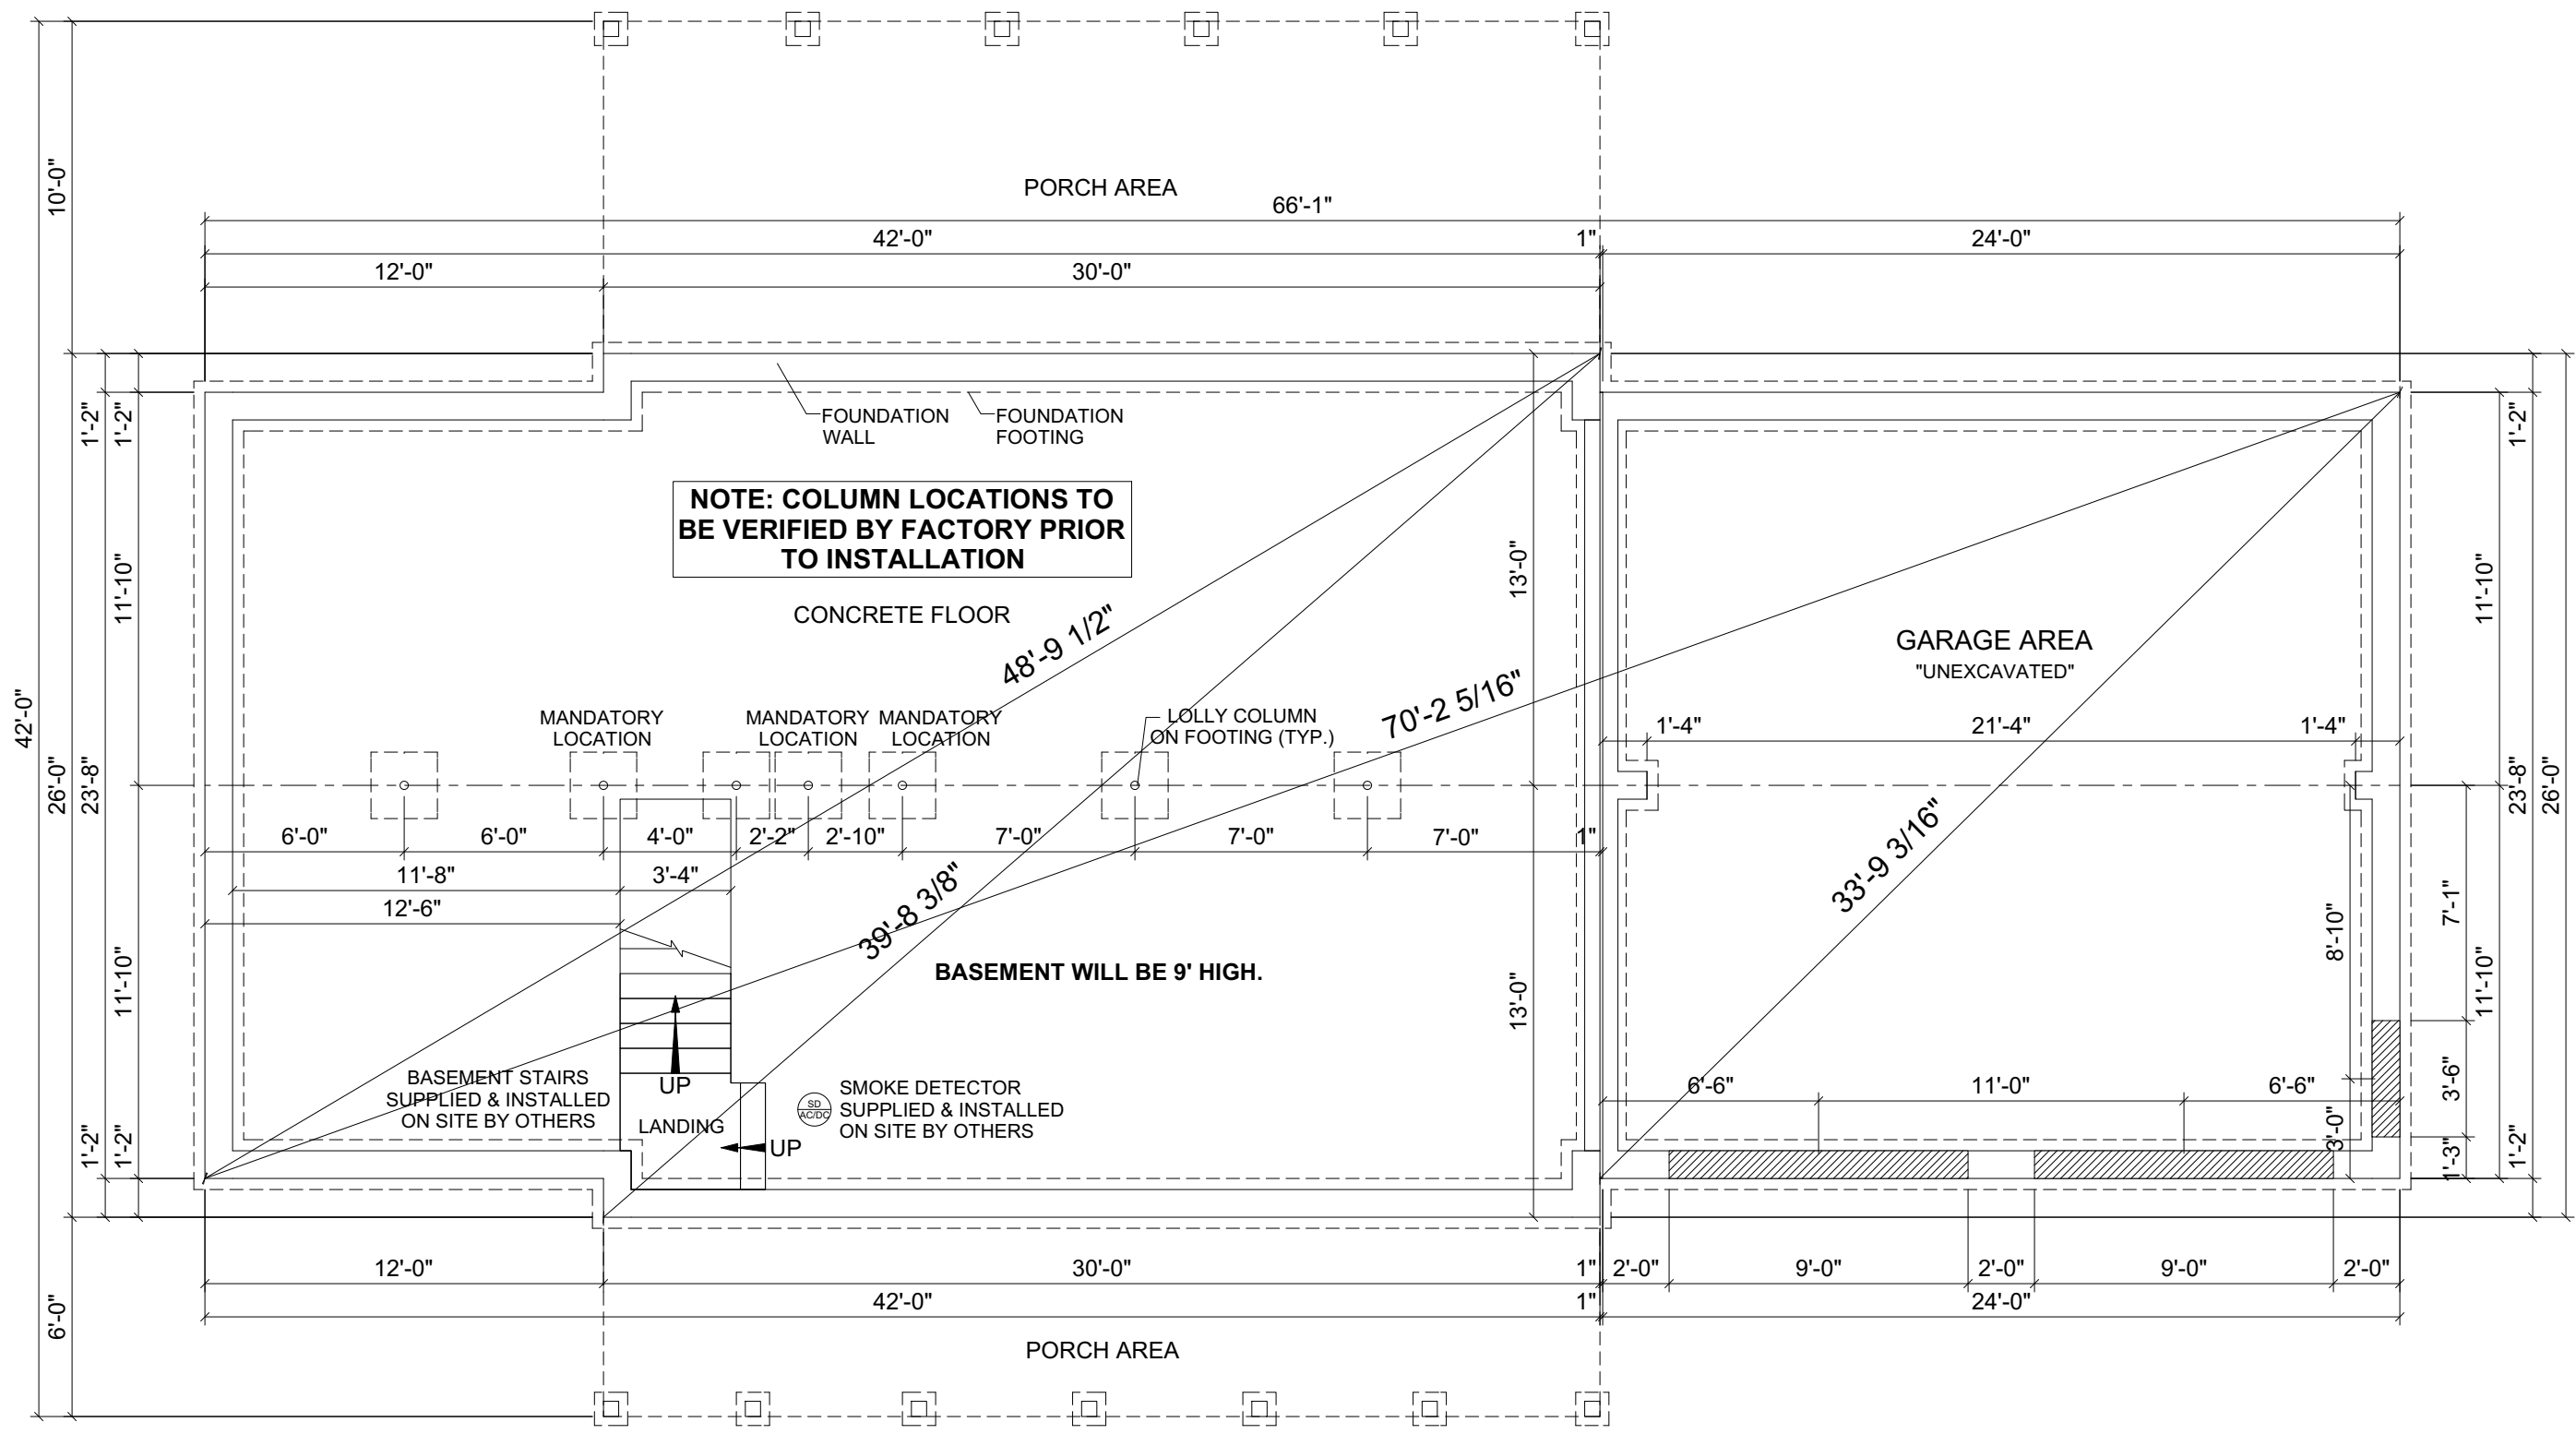 PORCH AREA
66'-1"
42'-0"
1"
24'-0"
12'-0"
30'-0"
10'-0"
42'-0"
26'-0"
23'-8"
1'-2"
1'-2"
11'-10"
11'-10"
1'-2"
1'-2"
6'-0"
FOUNDATION
WALL
FOUNDATION
FOOTING
NOTE: COLUMN LOCATIONS TO
BE VERIFIED BY FACTORY PRIOR
TO INSTALLATION
CONCRETE FLOOR
48'-9 1/2"
13'-0"
70'-2 5/16"
39'-8 3/8"
MANDATORY
LOCATION
MANDATORY
LOCATION
MANDATORY
LOCATION
LOLLY COLUMN
ON FOOTING (TYP.)
6'-0"
6'-0"
4'-0"
2'-2"
2'-10"
7'-0"
7'-0"
7'-0"
1"
11'-8"
3'-4"
12'-6"
BASEMENT WILL BE 9' HIGH.
13'-0"
UP
BASEMENT STAIRS
SUPPLIED & INSTALLED
ON SITE BY OTHERS
LANDING
UP
SD
AC/DC
SMOKE DETECTOR
SUPPLIED & INSTALLED
ON SITE BY OTHERS
GARAGE AREA
"UNEXCAVATED"
1'-4"
21'-4"
1'-4"
33'-9 3/16"
8'-10"
3'-0"
6'-6"
11'-0"
6'-6"
1'-2"
11'-10"
23'-8"
26'-0"
7'-1"
11'-10"
3'-6"
1'-3"
1'-2"
12'-0"
30'-0"
1"
2'-0"
9'-0"
2'-0"
9'-0"
2'-0"
42'-0"
1"
24'-0"
PORCH AREA